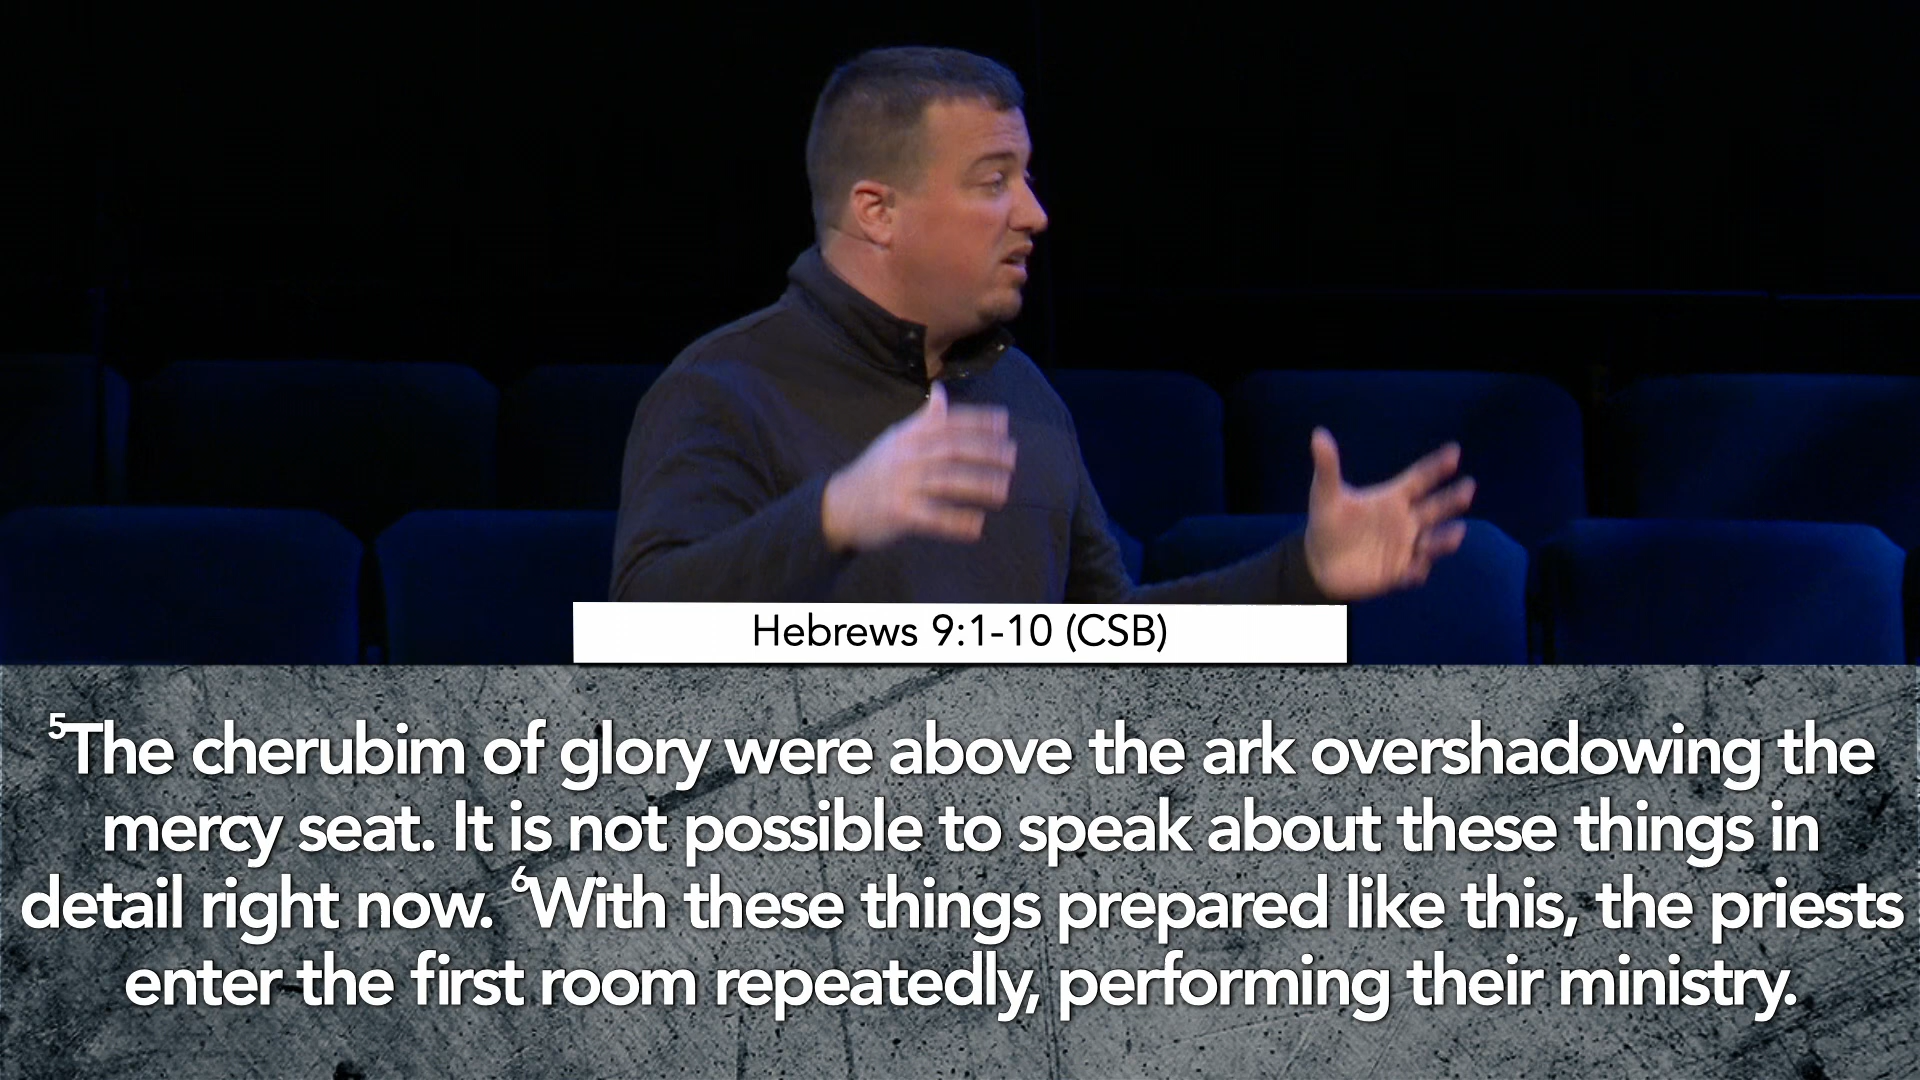 Hebrews 9:1-10 (CSB)
⁵The cherubim of glory were above the ark overshadowing the
mercy seat. It is not possible to speak about these things in
detail right now. ⁶With these things prepared like this, the priests
enter the first room repeatedly, performing their ministry.